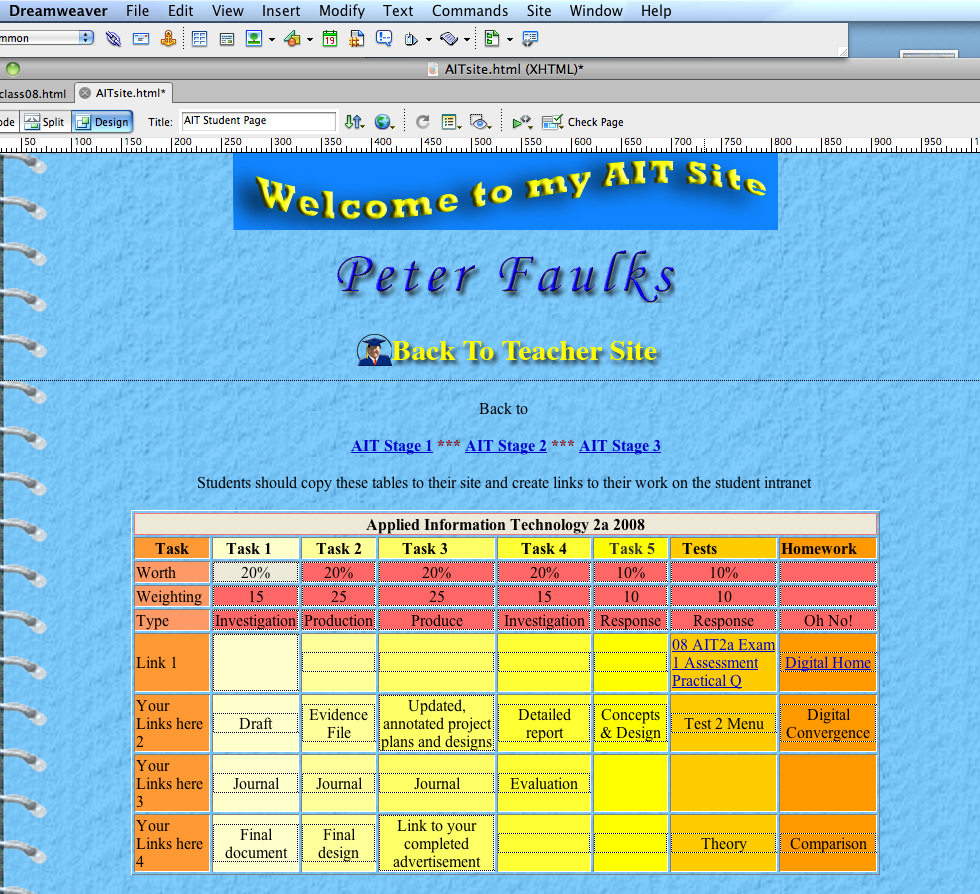 Dreamweaver File Edit View Insert Modify Text Commands Site Window Help
mmon
19
AITsite.html (XHTML)*
class08.html AITsite.html*
ode Split Design Title: AIT Student Page Check Page
50 100 150 200 250 300 350 400 450 500 550 600 650 700 750 800 850 900 950
Welcome to my AIT Site
Peter Faulks
Back To Teacher Site
Back to
AIT Stage 1 *** AIT Stage 2 *** AIT Stage 3
Students should copy these tables to their site and create links to their work on the student intranet
Applied Information Technology 2a 2008
Task Task 1 Task 2 Task 3 Task 4 Task 5 Tests Homework
Worth 20% 20% 20% 20% 10% 10%
Weighting 15 25 25 15 10 10
Type Investigation Production Produce Investigation Response Response Oh No!
Link 1
08 AIT2a Exam
1 Assessment
Practical Q
Digital Home
Your
Links here
2
Draft
Evidence
File
Updated,
annotated project
plans and designs
Detailed
report
Concepts
& Design
Test 2 Menu
Digital
Convergence
Your
Links here
3
Journal
Journal
Journal
Evaluation
Your
Links here
4
Final
document
Final
design
Link to your
completed
advertisement
Theory
Comparison